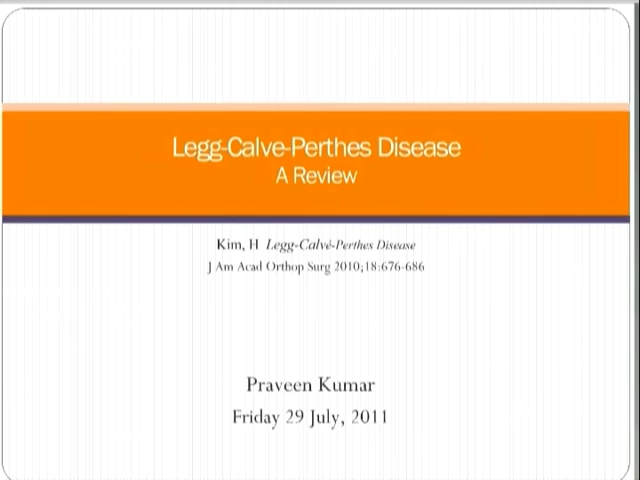 Legg-Calve-Perthes Disease
A Review
Kim, H Legg-Calvé-Perthes Disease
J Am Acad Orthop Surg 2010;18:676-686
Praveen Kumar
Friday 29 July, 2011